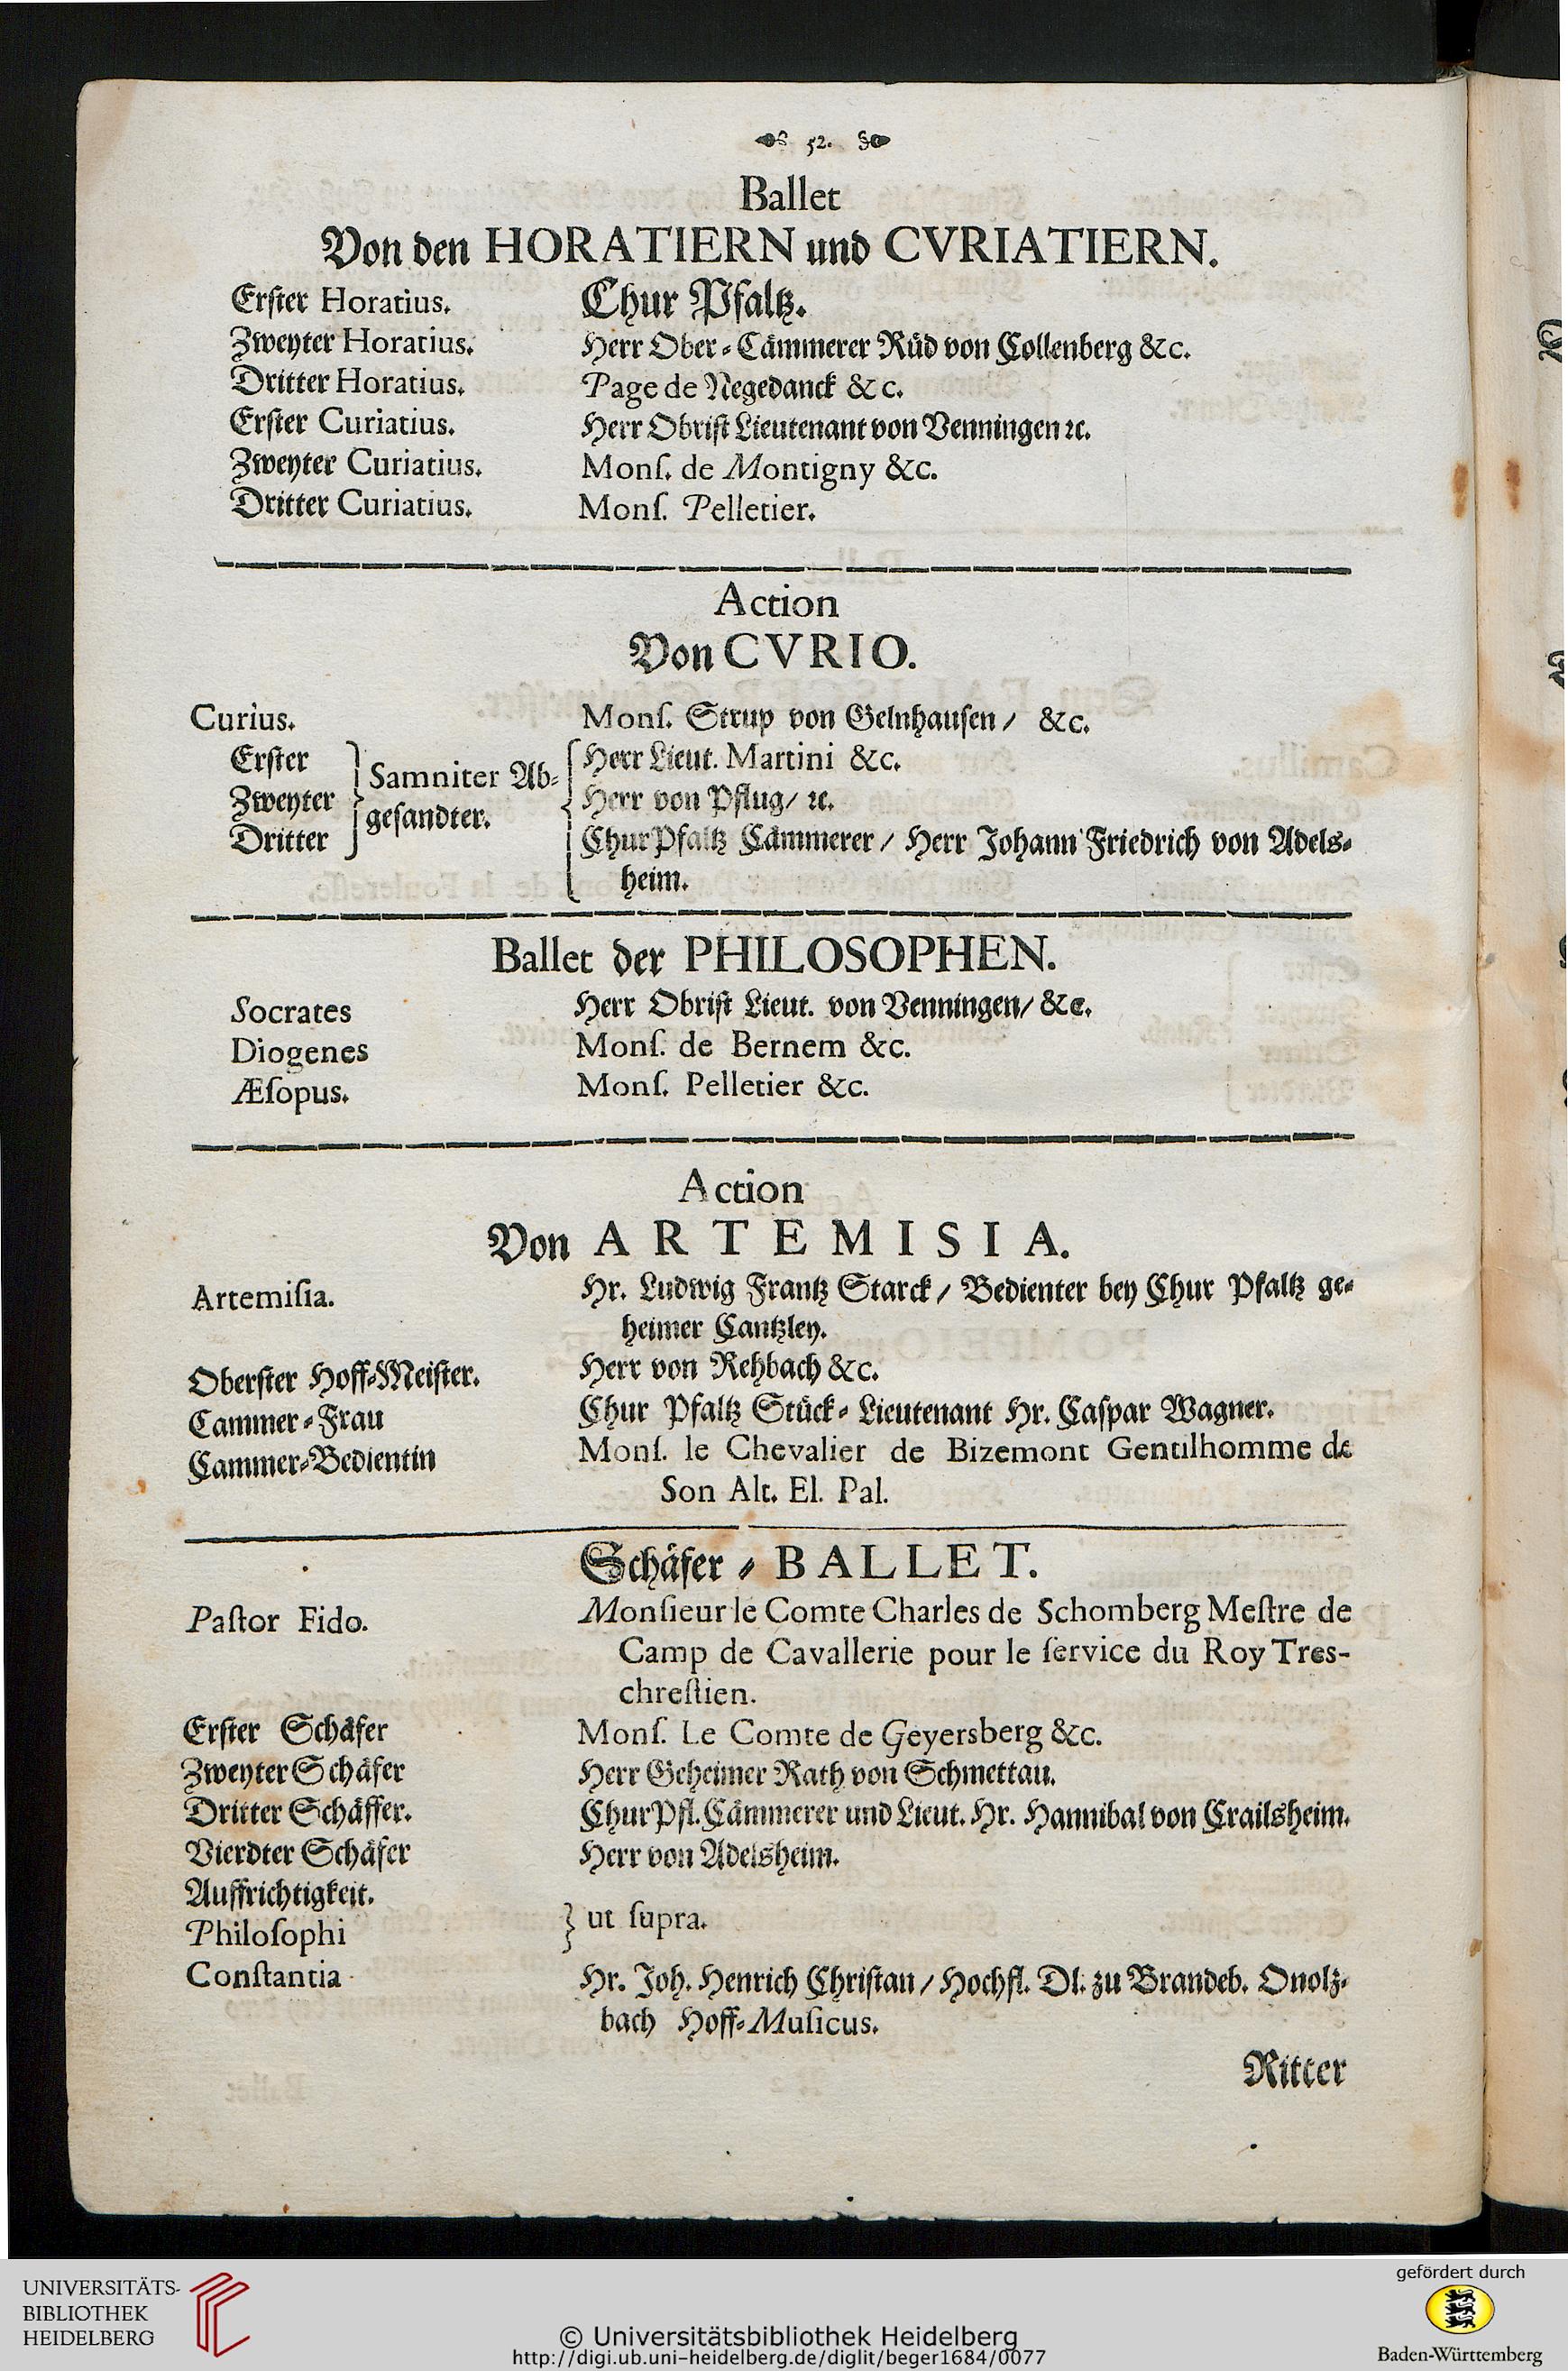 52.
Ballet
Von den HORATIERN und CVRIATIERN.
Erster Horatius. Chur Pfaltz.
Zweyter Horatius. Herr Ober-Cämmerer Rüd von Collenberg &c.
Dritter Horatius. Page de Negedanck &c.
Erster Curiatius. Herr Obrist Lieutenant von Venningen ꝛc.
Zweyter Curiatius. Monſ. de Montigny &c.
Dritter Curiatius. Monſ. Pelletier.
Action
Von CVRIO.
Curius. Monſ. Strup von Gelnhausen / &c.
Erster } Samniter Ab- { Herr Lieut. Martini &c.
Zweyter } gesandter. { Herr von Pflug / ꝛc.
Dritter } { ChurPfaltz Cämmerer / Herr Johann Friedrich von Adels-
heim.
Ballet der PHILOSOPHEN.
Socrates Herr Obrist Lieut. von Venningen / &c.
Diogenes Monſ. de Bernem &c.
Æſopus. Monſ. Pelletier &c.
Action
Von ARTEMISIA.
Artemiſia. Hr. Ludwig Frantz Starck / Bedienter bey Chur Pfaltz ge-
heimer Cantzley.
Oberster Hoff-Meister. Herr von Rehbach &c.
Cammer-Frau Chur Pfaltz Stück-Lieutenant Hr. Caspar Wagner.
Cammer-Bedientin Monſ. le Chevalier de Bizemont Gentilhomme de
Son Alt. El. Pal.
Schäfer-BALLET.
Paſtor Fido. Monſieur le Comte Charles de Schomberg Meſtre de
Camp de Cavallerie pour le ſervice du Roy Tres-
chreſtien.
Erster Schäfer Monſ. Le Comte de Geyersberg &c.
Zweyter Schäfer Herr Geheimer Rath von Schmettau.
Dritter Schäffer. ChurPfl. Cämmerer und Lieut. Hr. Hannibal von Crailsheim.
Vierdter Schäfer Herr von Adelsheim.
Auffrichtigkeit.
Philoſophi } ut ſupra.
Conſtantia Hr. Joh. Henrich Christan / Hochfl. Dl. zu Brandeb. Onolz-
bach Hoff-Muſicus.
Ritter
UNIVERSITÄTS-
BIBLIOTHEK
HEIDELBERG
© Universitätsbibliothek Heidelberg
http://digi.ub.uni-heidelberg.de/diglit/beger1684/0077
gefördert durch
Baden-Württemberg